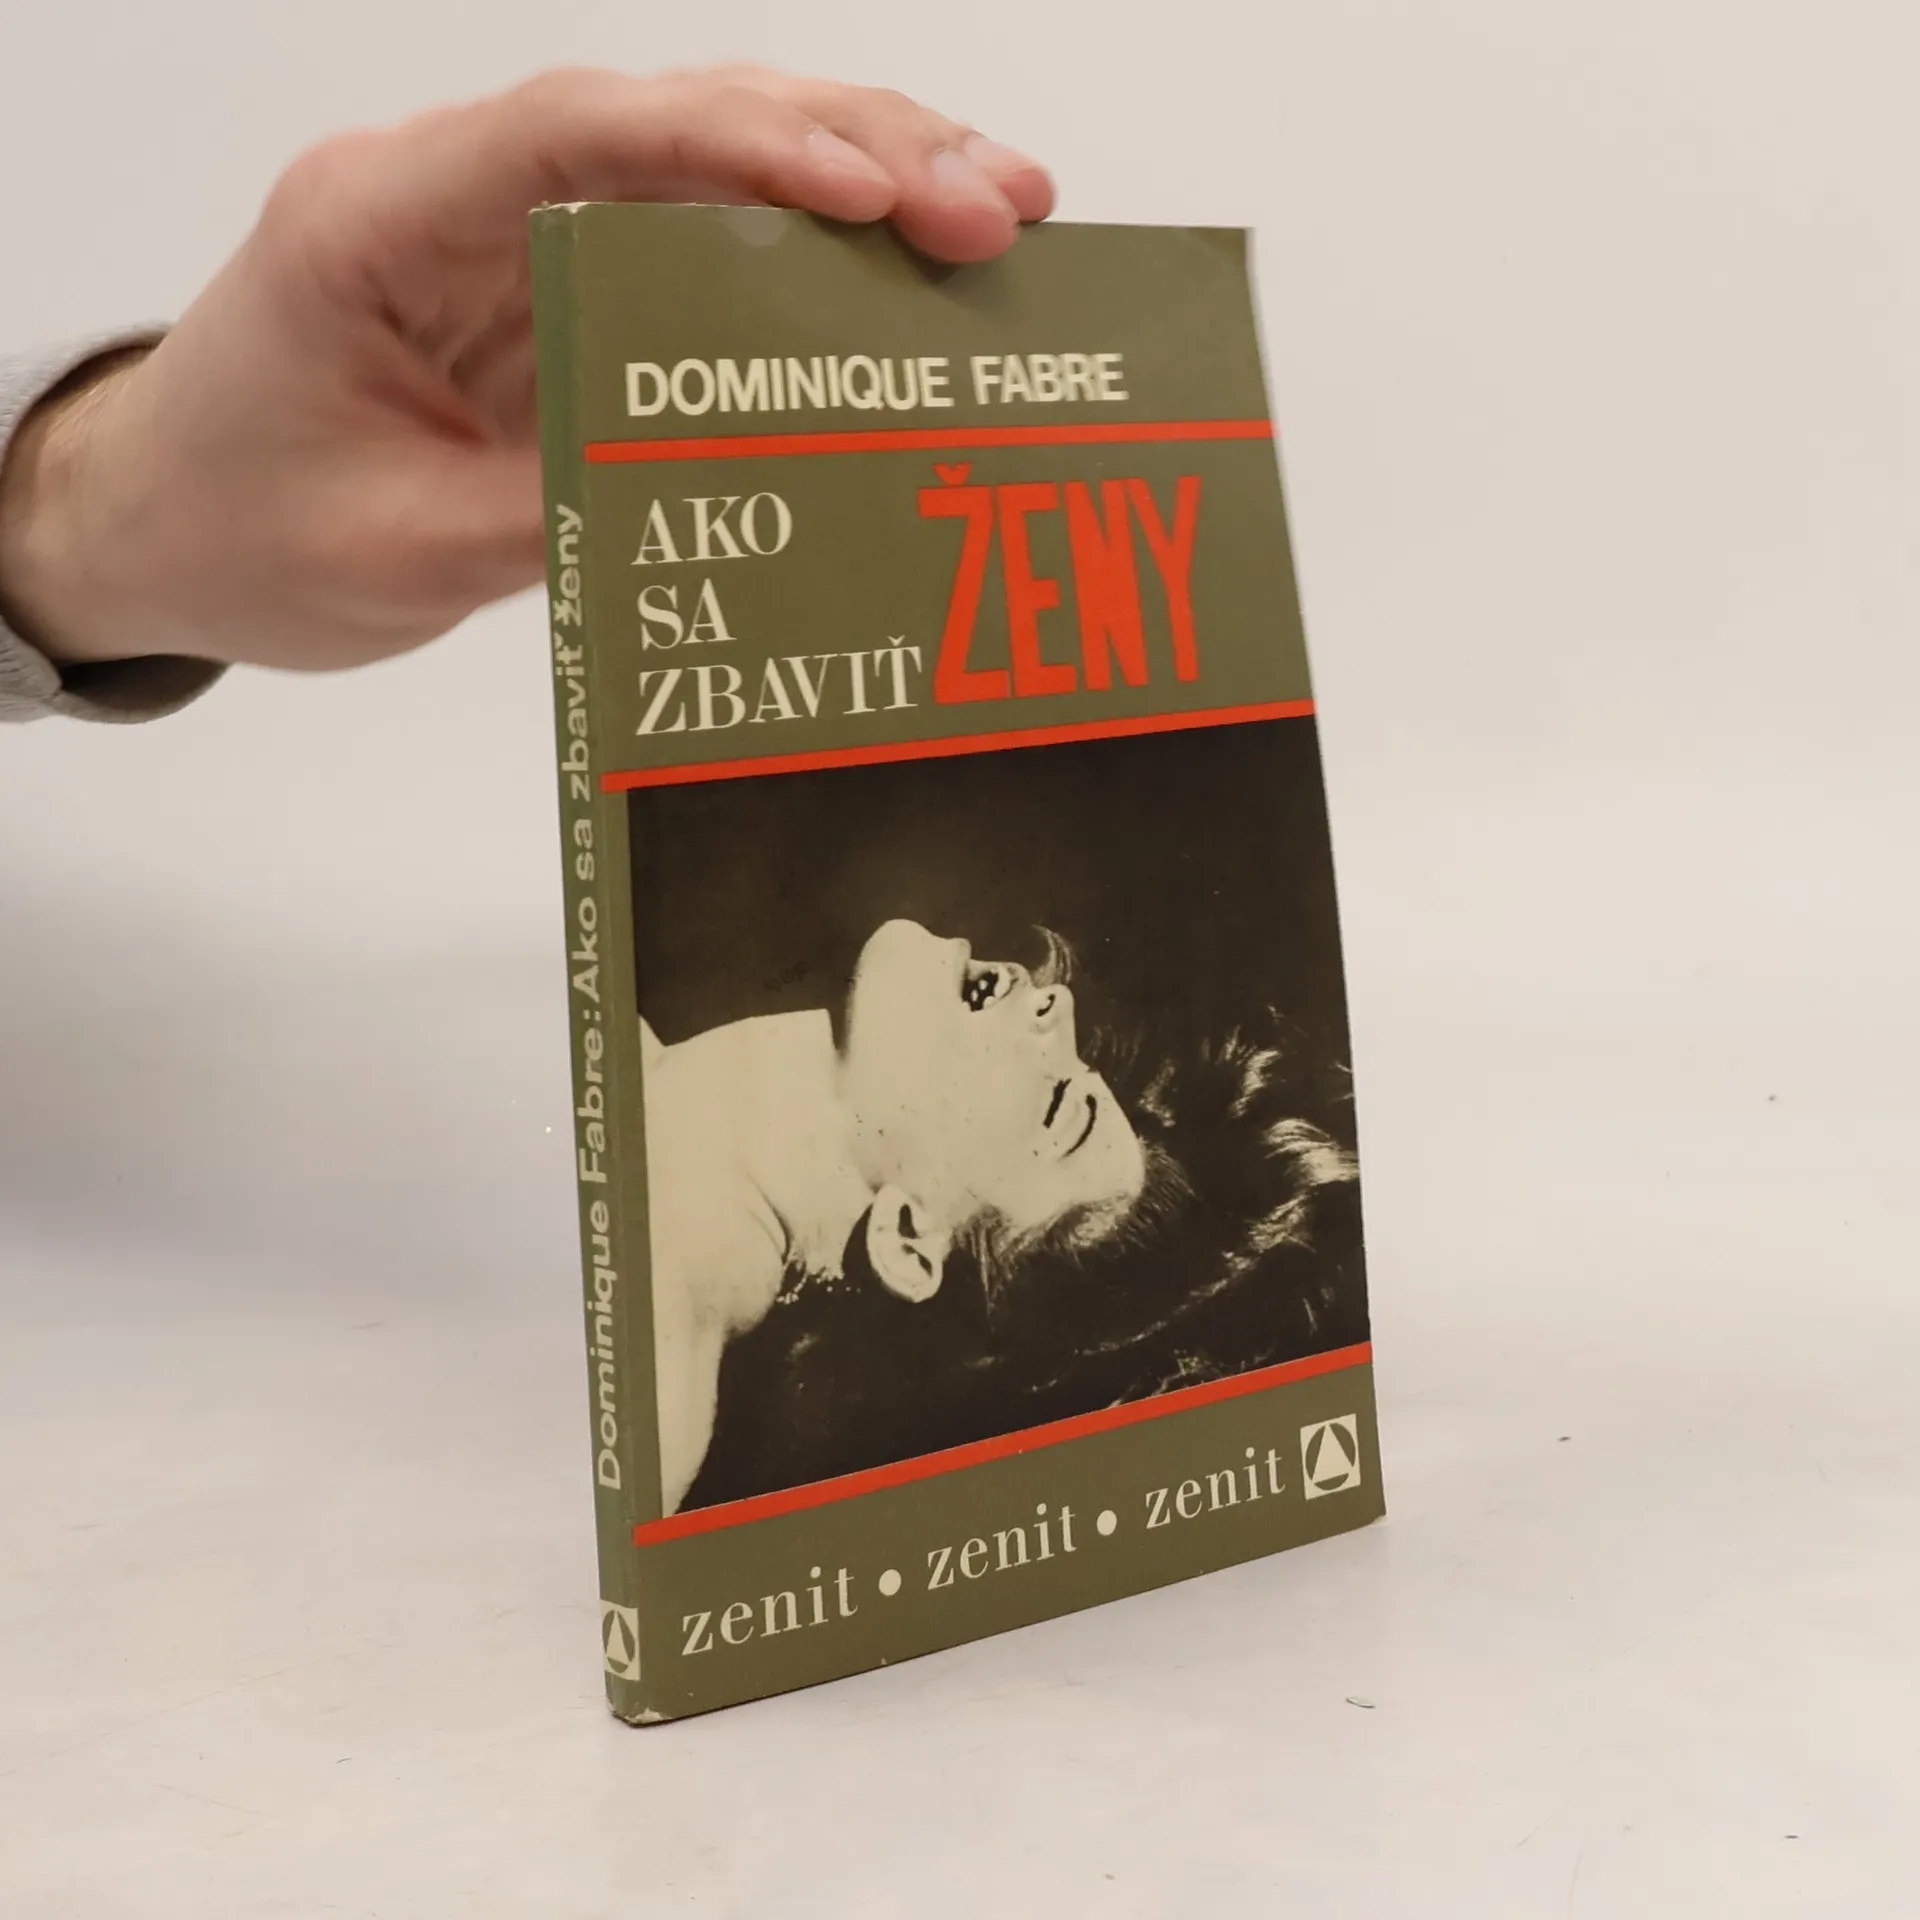 DOMINIQUE FABRE
AKO
SA
ZBAVIŤ
ŽENY
zenit • zenit • zenit
Dominique Fabre: Ako sa zbaviť ženy